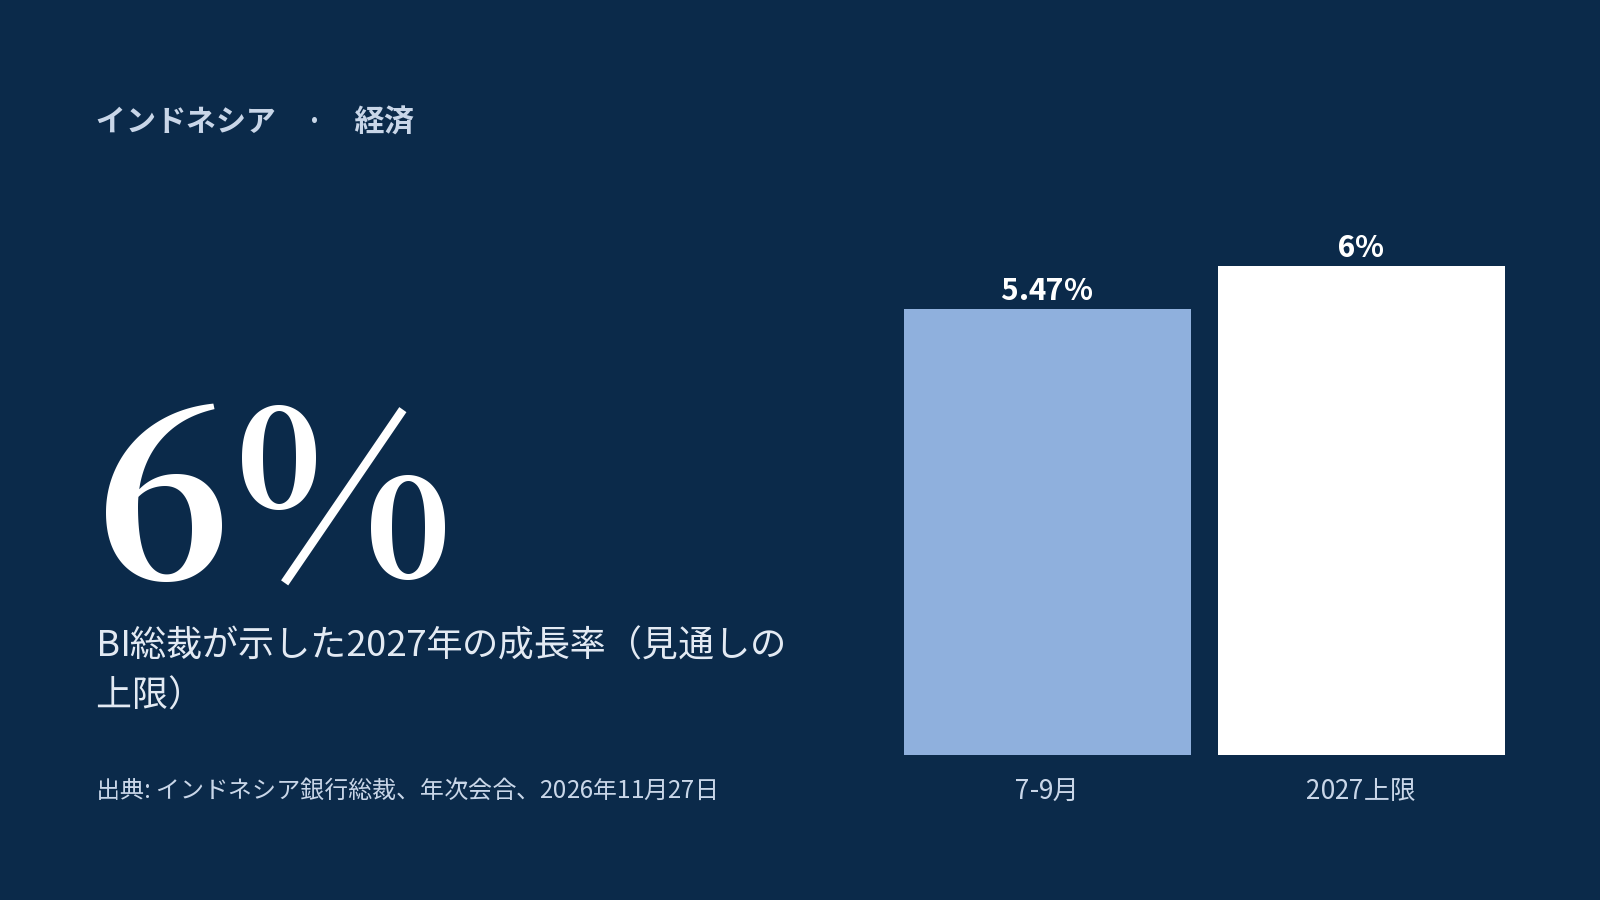 インドネシア ・ 経済
6%
BI総裁が示した2027年の成長率（見通しの
上限）
出典: インドネシア銀行総裁、年次会合、2026年11月27日
5.47%
6%
7-9月
2027上限